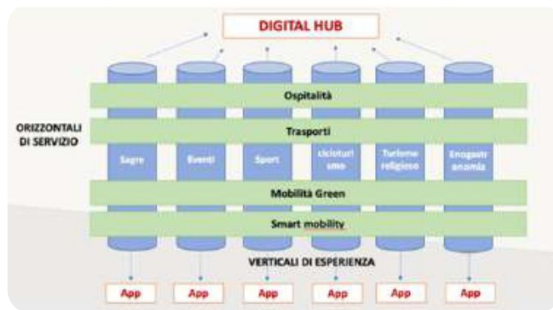 DIGITAL HUB
Ospitalità
ORIZZONTALI
DI SERVIZIO
Trasporti
Sagre
Eventi
Sport
cicloturi
smo
Turismo
religioso
Enogastr
onomia
Mobilità Green
Smart mobility
VERTICALI DI ESPERIENZA
App
App
App
App
App
App